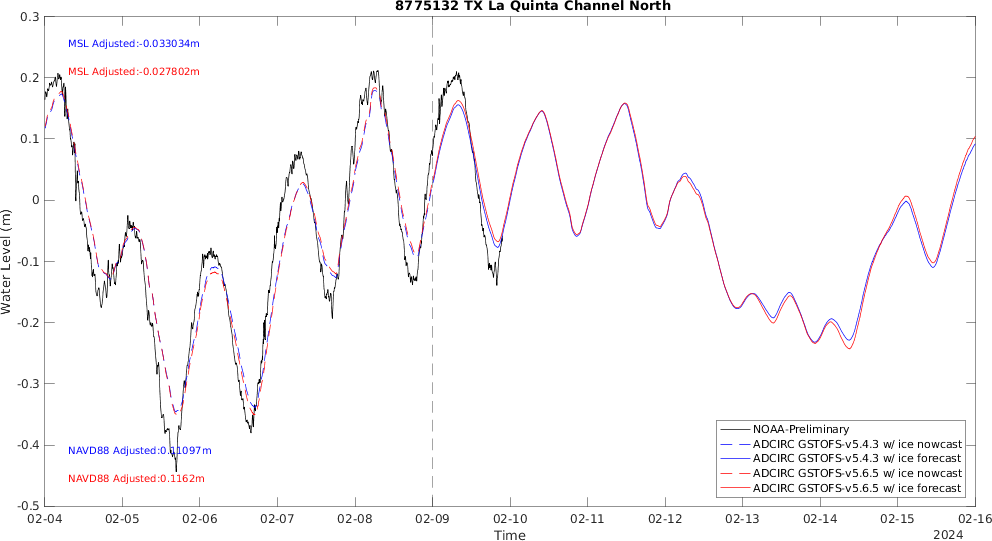 8775132 TX La Quinta Channel North
0.3
0.2
0.1
0
-0.1
-0.2
-0.3
-0.4
-0.5
Water Level (m)
MSL Adjusted:-0.033034m
MSL Adjusted:-0.027802m
NAVD88 Adjusted:0.11097m
NAVD88 Adjusted:0.1162m
NOAA-Preliminary
ADCIRC GSTOFS-v5.4.3 w/ ice nowcast
ADCIRC GSTOFS-v5.4.3 w/ ice forecast
ADCIRC GSTOFS-v5.6.5 w/ ice nowcast
ADCIRC GSTOFS-v5.6.5 w/ ice forecast
02-04 02-05 02-06 02-07 02-08 02-09 02-10 02-11 02-12 02-13 02-14 02-15 02-16
Time
2024